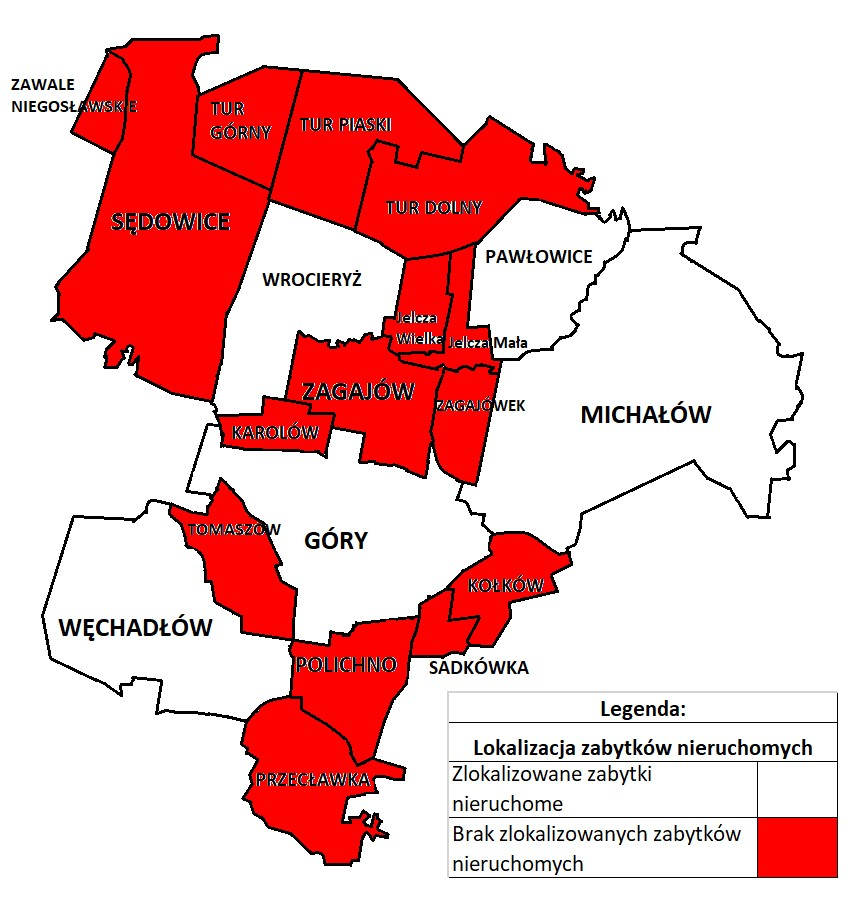 ZAWALE
NIEGOSŁAWSKIE
TUR
GÓRNY
TUR PIASKI
SĘDOWICE
TUR DOLNY
WROCIERYŻ
PAWŁOWICE
Jelcza
Wielka
Jelcza Mała
ZAGAJÓW
ZAGAJÓWEK
MICHAŁÓW
KAROLÓW
TOMASZÓW
GÓRY
KOŁKÓW
WĘCHADŁÓW
POLICHNO
SADKÓWKA
PRZECŁAWKA
Legenda:
Lokalizacja zabytków nieruchomych
Zlokalizowane zabytki
nieruchome
Brak zlokalizowanych zabytków
nieruchomych